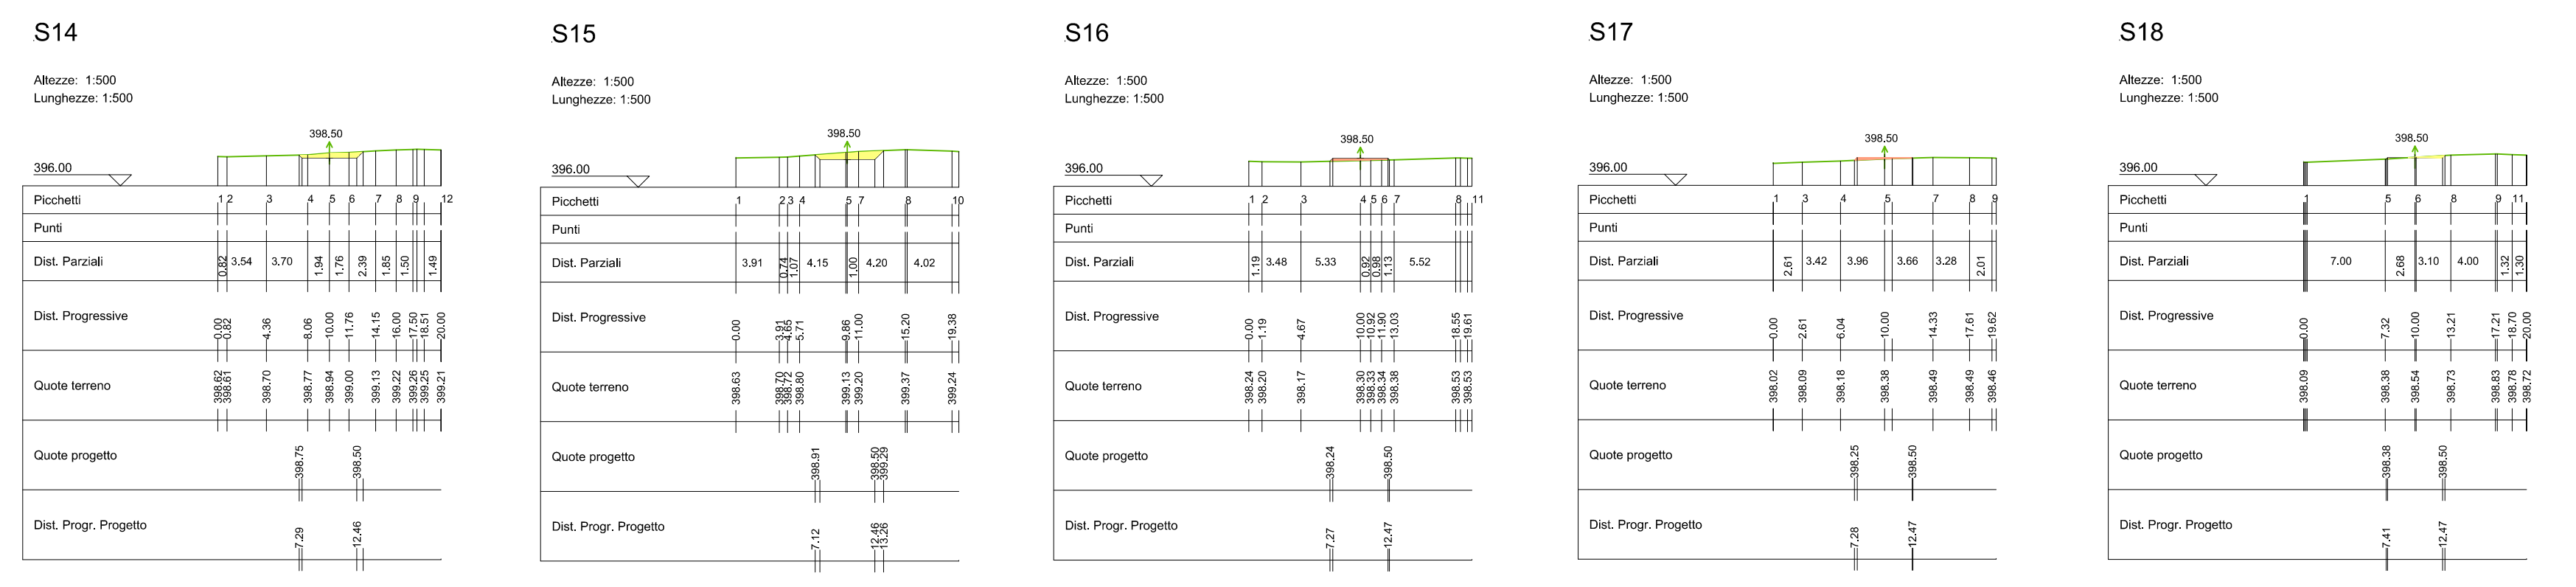 S14
Altezze: 1:500
Lunghezze: 1:500
398.50
396.00
Picchetti 1 2 3 4 5 6 7 8 9 12
Punti
Dist. Parziali 0.82 3.54 3.70 1.94 1.76 2.39 1.85 1.50 1.49
Dist. Progressive 0.00 0.82 4.36 8.06 10.00 11.76 14.15 16.00 17.50 18.51 20.00
Quote terreno 398.62 398.61 398.70 398.77 398.94 399.00 399.13 399.22 399.26 399.25 399.21
Quote progetto 398.75 398.50
Dist. Progr. Progetto 7.29 12.46
S15
Altezze: 1:500
Lunghezze: 1:500
398.50
396.00
Picchetti 1 2 3 4 5 7 8 10
Punti
Dist. Parziali 3.91 0.74 1.07 4.15 1.00 4.20 4.02
Dist. Progressive 0.00 3.91 4.65 5.71 9.86 11.00 15.20 19.38
Quote terreno 398.63 398.70 398.72 398.80 399.13 399.20 399.37 399.24
Quote progetto 398.91 398.50 399.29
Dist. Progr. Progetto 7.12 12.46 13.26
S16
Altezze: 1:500
Lunghezze: 1:500
398.50
396.00
Picchetti 1 2 3 4 5 6 7 8 11
Punti
Dist. Parziali 1.19 3.48 5.33 0.92 0.98 1.13 5.52
Dist. Progressive 0.00 1.19 4.67 10.00 10.92 11.90 13.03 18.55 19.61
Quote terreno 398.24 398.20 398.17 398.30 398.33 398.34 398.38 398.53 398.53
Quote progetto 398.24 398.50
Dist. Progr. Progetto 7.27 12.47
S17
Altezze: 1:500
Lunghezze: 1:500
398.50
396.00
Picchetti 1 3 4 5 7 8 9
Punti
Dist. Parziali 2.61 3.42 3.96 3.66 3.28 2.01
Dist. Progressive 0.00 2.61 6.04 10.00 14.33 17.61 19.62
Quote terreno 398.02 398.09 398.18 398.38 398.49 398.49 398.46
Quote progetto 398.25 398.50
Dist. Progr. Progetto 7.28 12.47
S18
Altezze: 1:500
Lunghezze: 1:500
398.50
396.00
Picchetti 1 5 6 8 9 11
Punti
Dist. Parziali 7.00 2.68 3.10 4.00 1.32 1.30
Dist. Progressive 0.00 7.32 10.00 13.21 17.21 18.70 20.00
Quote terreno 398.09 398.38 398.54 398.73 398.83 398.78 398.72
Quote progetto 398.38 398.50
Dist. Progr. Progetto 7.41 12.47